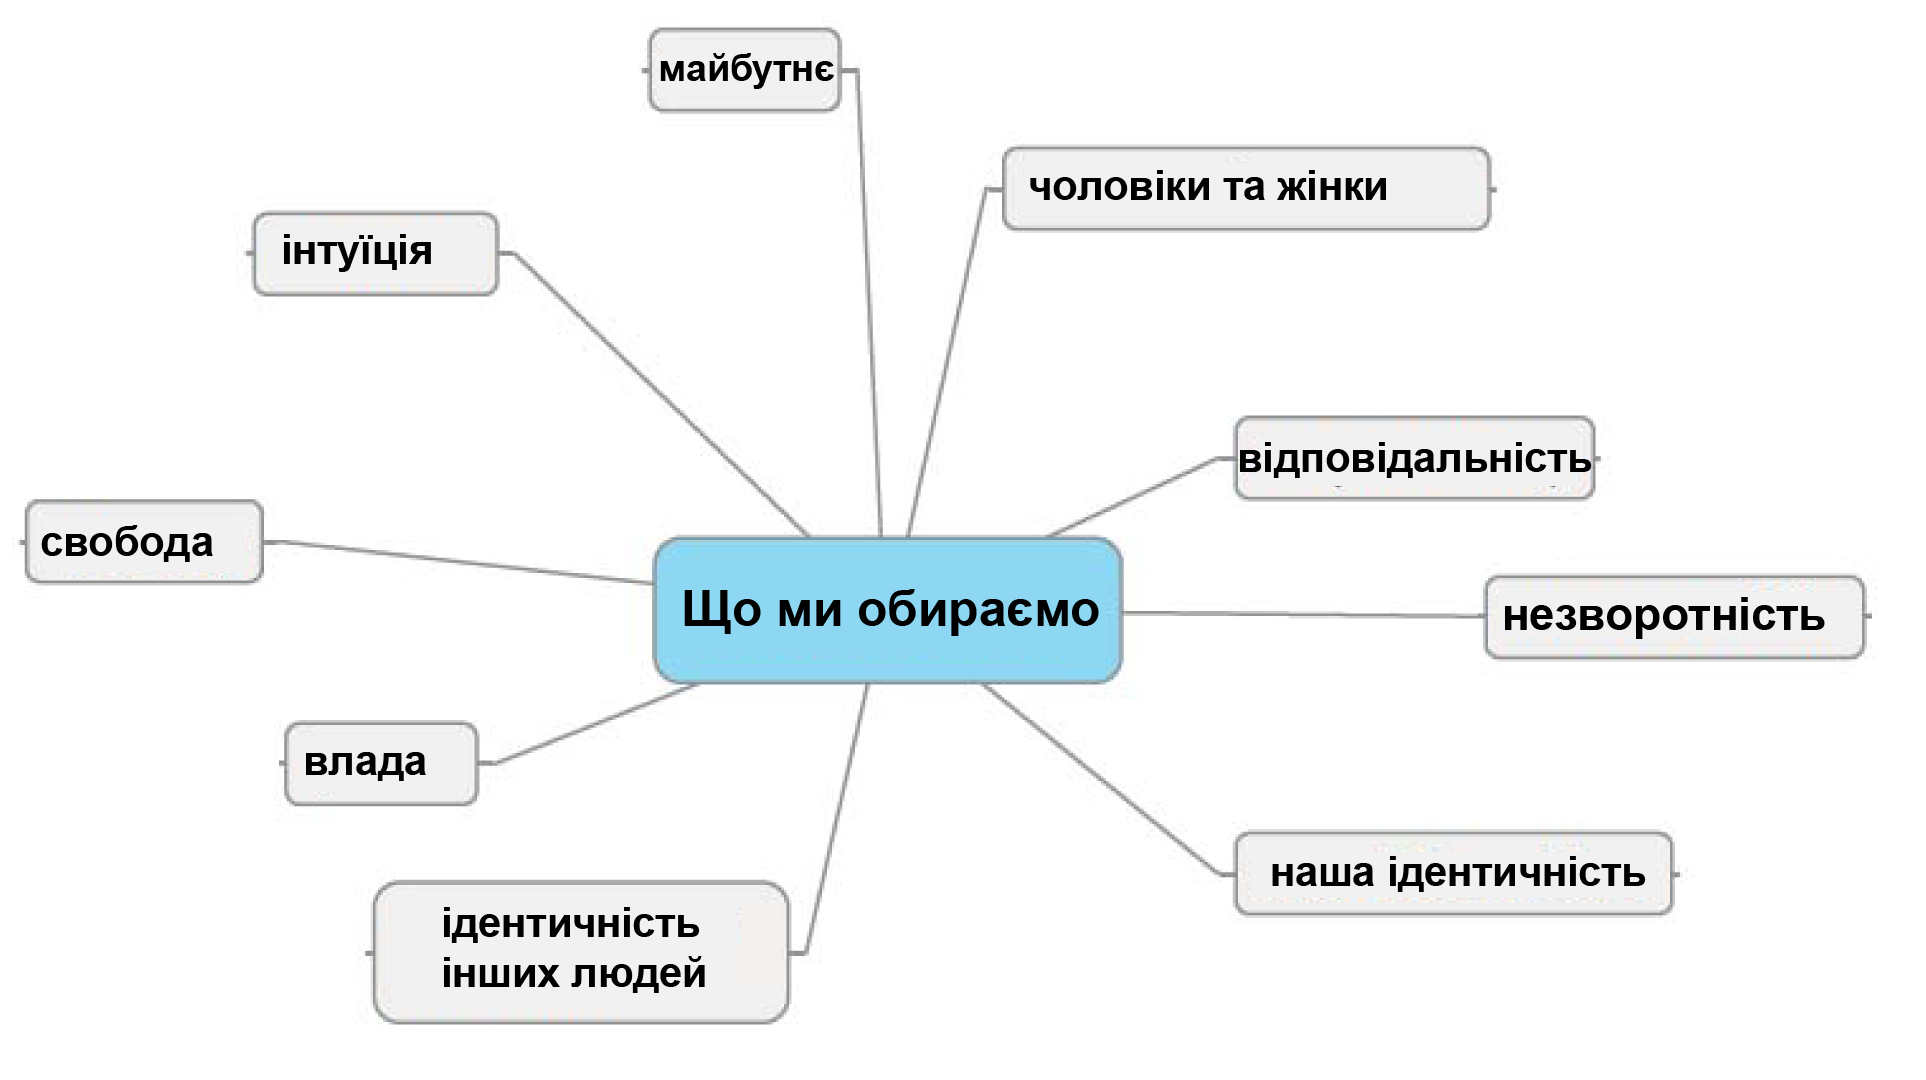 майбутнє
чоловіки та жінки
інтуїція
відповідальність
свобода
Що ми обираємо
незворотність
влада
наша ідентичність
ідентичність
інших людей